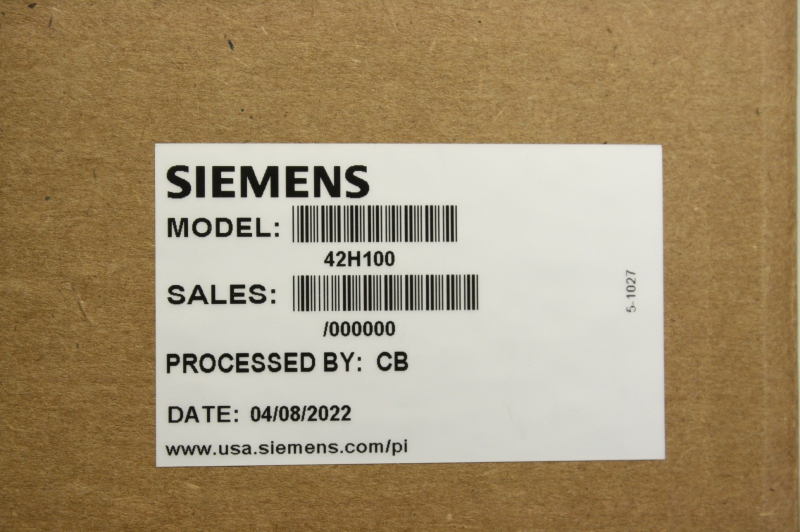 SIEMENS
MODEL:
42H100
SALES:
/000000
PROCESSED BY: CB
DATE: 04/08/2022
www.usa.siemens.com/pi
5-1027